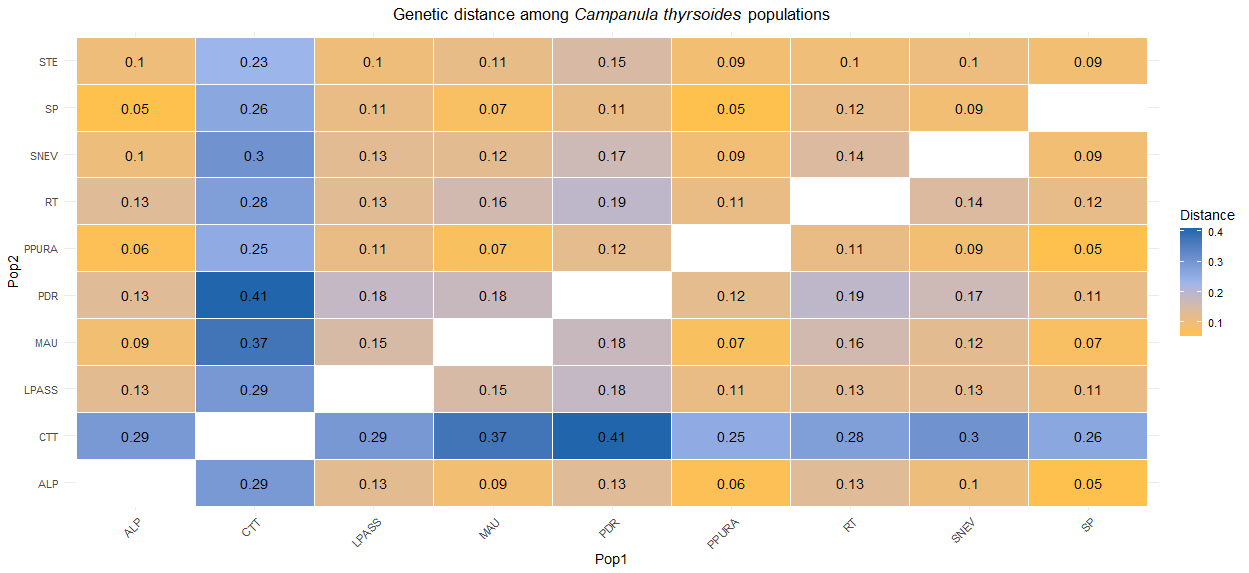 Genetic distance among Campanula thyrsoides populations
STE 0.1 0.23 0.1 0.11 0.15 0.09 0.1 0.1 0.09
SP 0.05 0.26 0.11 0.07 0.11 0.05 0.12 0.09
SNEV 0.1 0.3 0.13 0.12 0.17 0.09 0.14 0.09
RT 0.13 0.28 0.13 0.16 0.19 0.11 0.14 0.12
PPURA 0.06 0.25 0.11 0.07 0.12 0.11 0.09 0.05
PDR 0.13 0.41 0.18 0.18 0.12 0.19 0.17 0.11
MAU 0.09 0.37 0.15 0.18 0.07 0.16 0.12 0.07
LPASS 0.13 0.29 0.15 0.18 0.11 0.13 0.13 0.11
CTT 0.29 0.29 0.37 0.41 0.25 0.28 0.3 0.26
ALP 0.29 0.13 0.09 0.13 0.06 0.13 0.1 0.05
Pop2
ALP CTT LPASS MAU PDR PPURA RT SNEV SP
Pop1
Distance
0.4
0.3
0.2
0.1